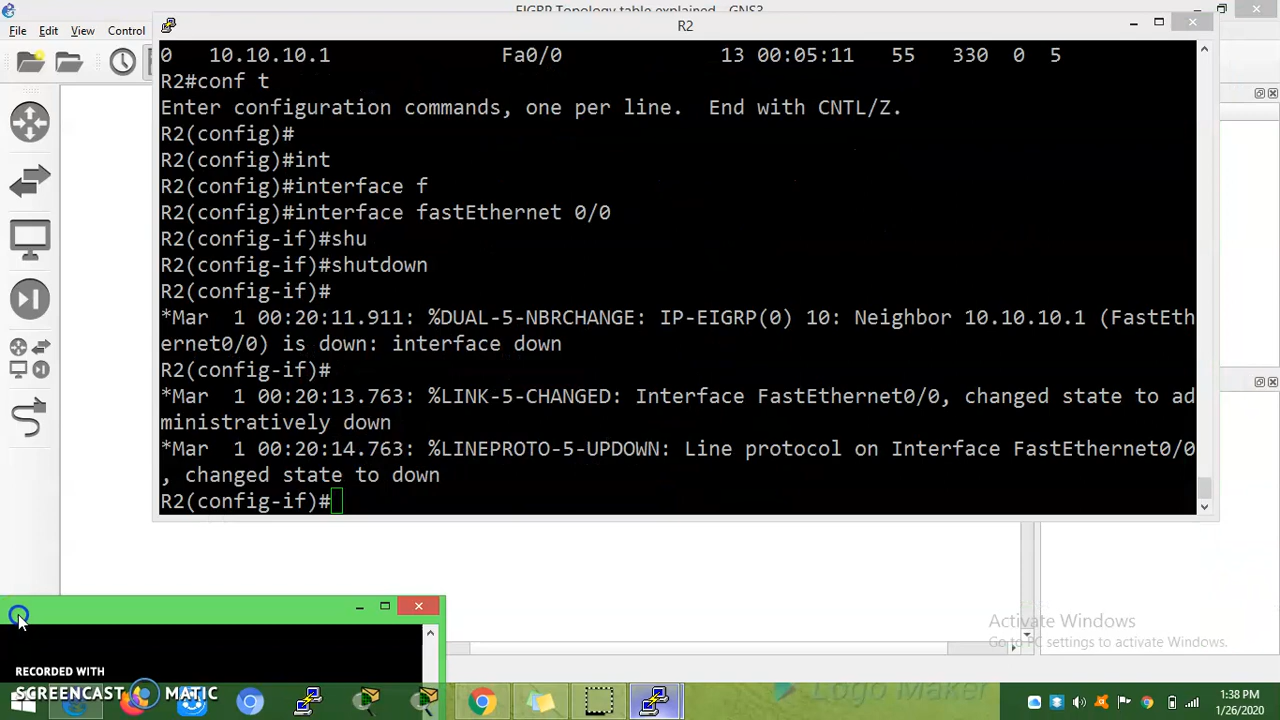 EIGRP Topology table explained - GNS3
R2
File Edit View Control
0 10.10.10.1 Fa0/0 13 00:05:11 55 330 0 5
R2#conf t
Enter configuration commands, one per line. End with CNTL/Z.
R2(config)#
R2(config)#int
R2(config)#interface f
R2(config)#interface fastEthernet 0/0
R2(config-if)#shu
R2(config-if)#shutdown
R2(config-if)#
*Mar 1 00:20:11.911: %DUAL-5-NBRCHANGE: IP-EIGRP(0) 10: Neighbor 10.10.10.1 (FastEth
ernet0/0) is down: interface down
R2(config-if)#
*Mar 1 00:20:13.763: %LINK-5-CHANGED: Interface FastEthernet0/0, changed state to ad
ministratively down
*Mar 1 00:20:14.763: %LINEPROTO-5-UPDOWN: Line protocol on Interface FastEthernet0/0
, changed state to down
R2(config-if)#
Activate Windows
Go to PC settings to activate Windows.
RECORDED WITH
SCREENCAST MATIC
Logo Maker
1:38 PM
1/26/2020